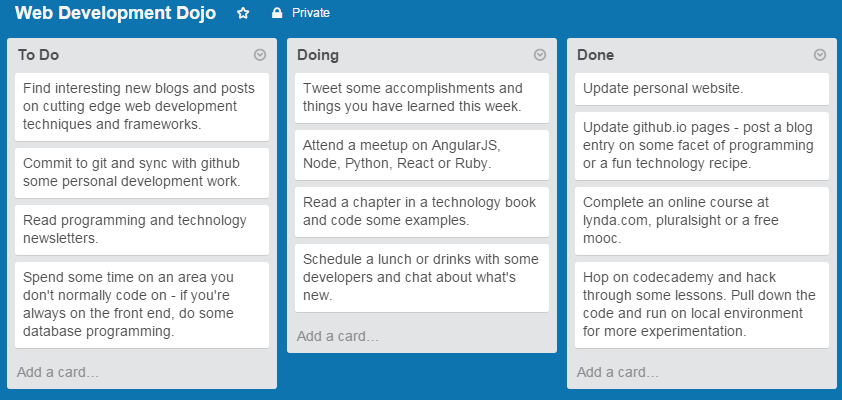 Web Development Dojo Private
To Do
Find interesting new blogs and posts
on cutting edge web development
techniques and frameworks.
Commit to git and sync with github
some personal development work.
Read programming and technology
newsletters.
Spend some time on an area you
don't normally code on - if you're
always on the front end, do some
database programming.
Add a card...
Doing
Tweet some accomplishments and
things you have learned this week.
Attend a meetup on AngularJS,
Node, Python, React or Ruby.
Read a chapter in a technology book
and code some examples.
Schedule a lunch or drinks with some
developers and chat about what's
new.
Add a card...
Done
Update personal website.
Update github.io pages - post a blog
entry on some facet of programming
or a fun technology recipe.
Complete an online course at
lynda.com, pluralsight or a free
mooc.
Hop on codecademy and hack
through some lessons. Pull down the
code and run on local environment
for more experimentation.
Add a card...